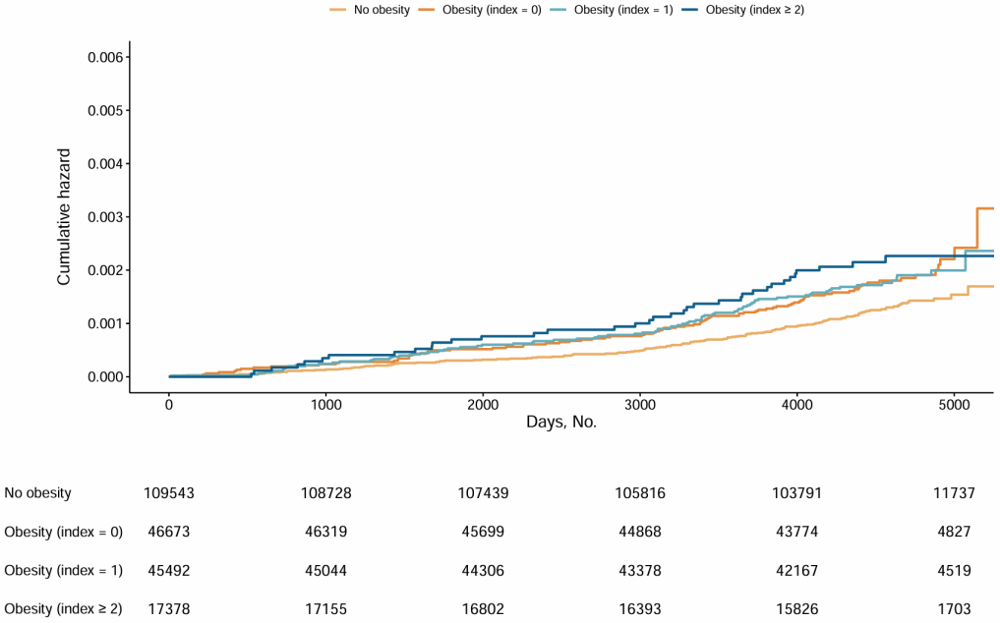 No obesity Obesity (index = 0) Obesity (index = 1) Obesity (index ≥ 2)
0.006
0.005
0.004
0.003
0.002
0.001
0.000
Cumulative hazard
0 1000 2000 3000 4000 5000
Days, No.
No obesity 109543 108728 107439 105816 103791 11737
Obesity (index = 0) 46673 46319 45699 44868 43774 4827
Obesity (index = 1) 45492 45044 44306 43378 42167 4519
Obesity (index ≥ 2) 17378 17155 16802 16393 15826 1703